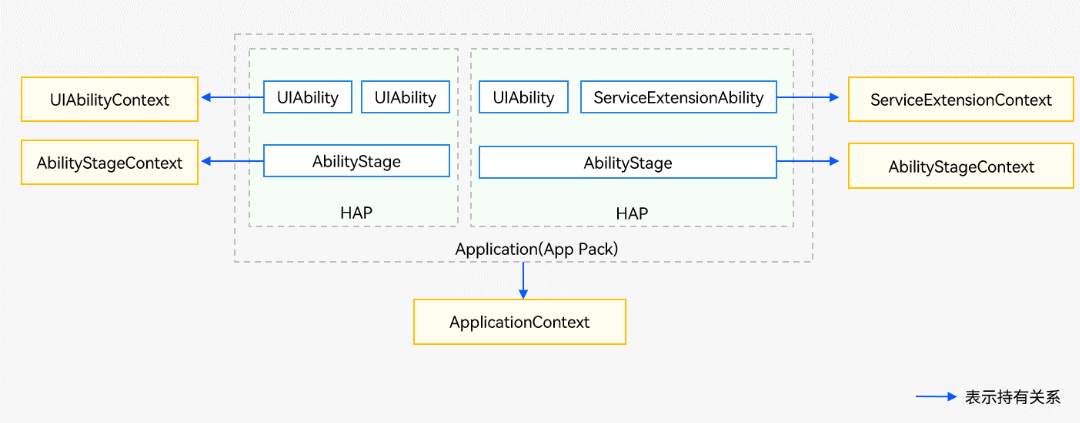 UIAbilityContext
UIAbility
UIAbility
UIAbility
ServiceExtensionAbility
ServiceExtensionContext
AbilityStageContext
AbilityStage
AbilityStage
AbilityStageContext
HAP
HAP
Application(App Pack)
ApplicationContext
表示持有关系